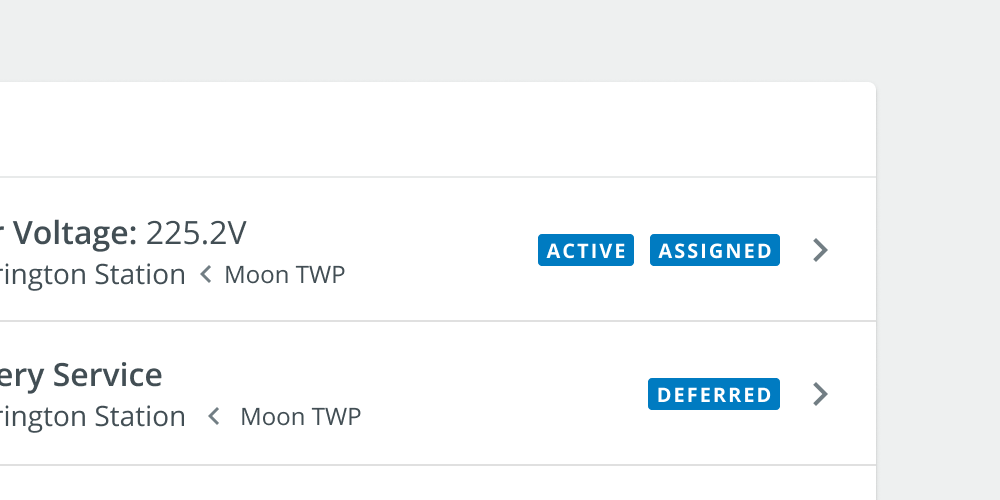 r Voltage: 225.2V
ACTIVE ASSIGNED
rington Station Moon TWP
ery Service
DEFERRED
rington Station Moon TWP